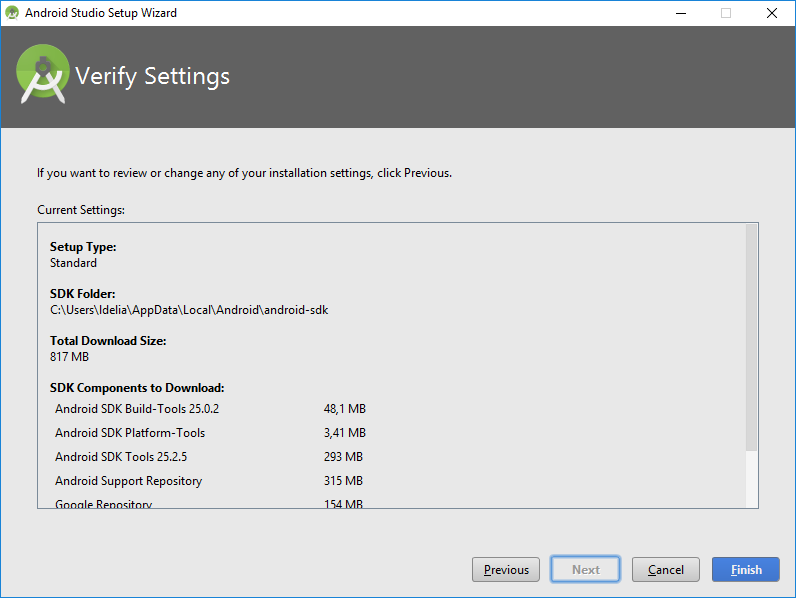 Android Studio Setup Wizard
Verify Settings
If you want to review or change any of your installation settings, click Previous.
Current Settings:
Setup Type:
Standard
SDK Folder:
C:\Users\Idelia\AppData\Local\Android\android-sdk
Total Download Size:
817 MB
SDK Components to Download:
Android SDK Build-Tools 25.0.2 48,1 MB
Android SDK Platform-Tools 3,41 MB
Android SDK Tools 25.2.5 293 MB
Android Support Repository 315 MB
Google Repository 154 MB
Previous Next Cancel Finish